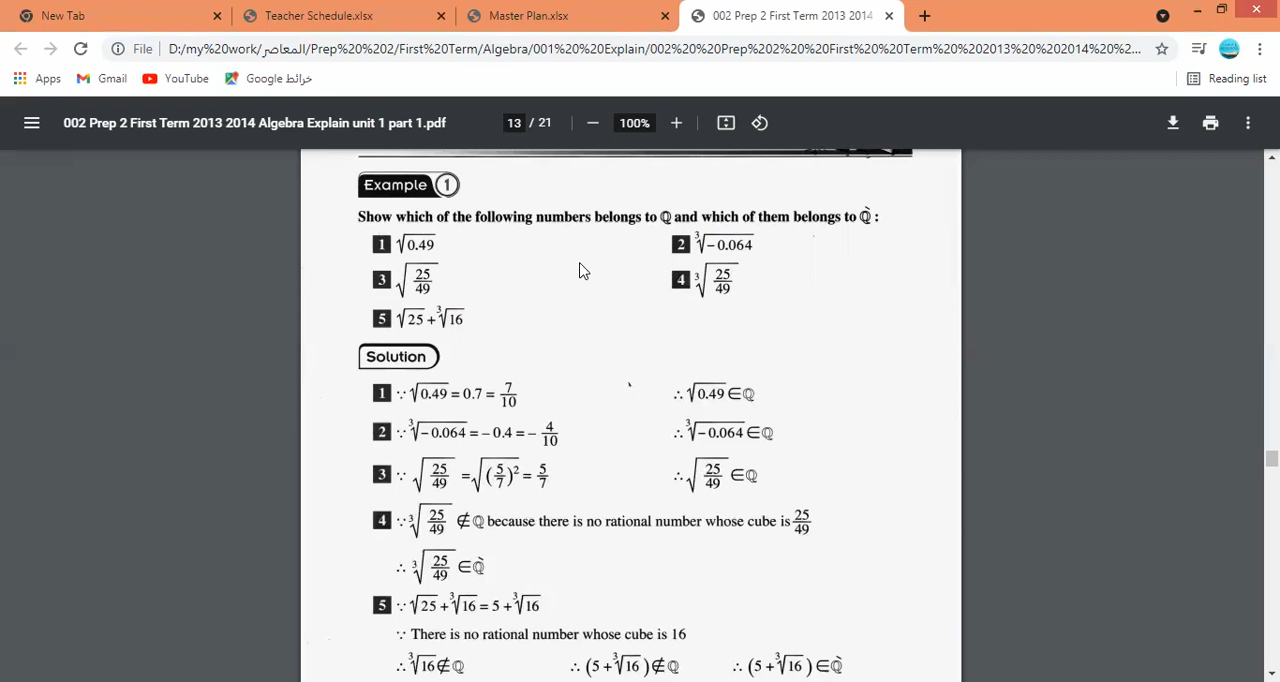 New Tab
Teacher Schedule.xlsx
Master Plan.xlsx
002 Prep 2 First Term 2013 2014
File D:/my%20work/المعاصر/Prep%20%202/First%20Term/Algebra/001%20%20Explain/002%20%20Prep%202%20%20First%20%20Term%20%202013%20%202014%20%2...
Apps Gmail YouTube خرائط Google Reading list
002 Prep 2 First Term 2013 2014 Algebra Explain unit 1 part 1.pdf 13 / 21 100%
Example 1
Show which of the following numbers belongs to ℚ and which of them belongs to ℚ̀ :
1 √0.49 2 ∛−0.064
3 √(25/49) 4 ∛(25/49)
5 √25 + ∛16
Solution
1 ∵ √0.49 = 0.7 = 7/10 ∴ √0.49 ∈ ℚ
2 ∵ ∛−0.064 = − 0.4 = − 4/10 ∴ ∛−0.064 ∈ ℚ
3 ∵ √(25/49) = √(5/7)² = 5/7 ∴ √(25/49) ∈ ℚ
4 ∵ ∛(25/49) ∉ ℚ because there is no rational number whose cube is 25/49
∴ ∛(25/49) ∈ ℚ̀
5 ∵ √25 + ∛16 = 5 + ∛16
∵ There is no rational number whose cube is 16
∴ ∛16 ∉ ℚ ∴ (5 + ∛16) ∉ ℚ ∴ (5 + ∛16) ∈ ℚ̀